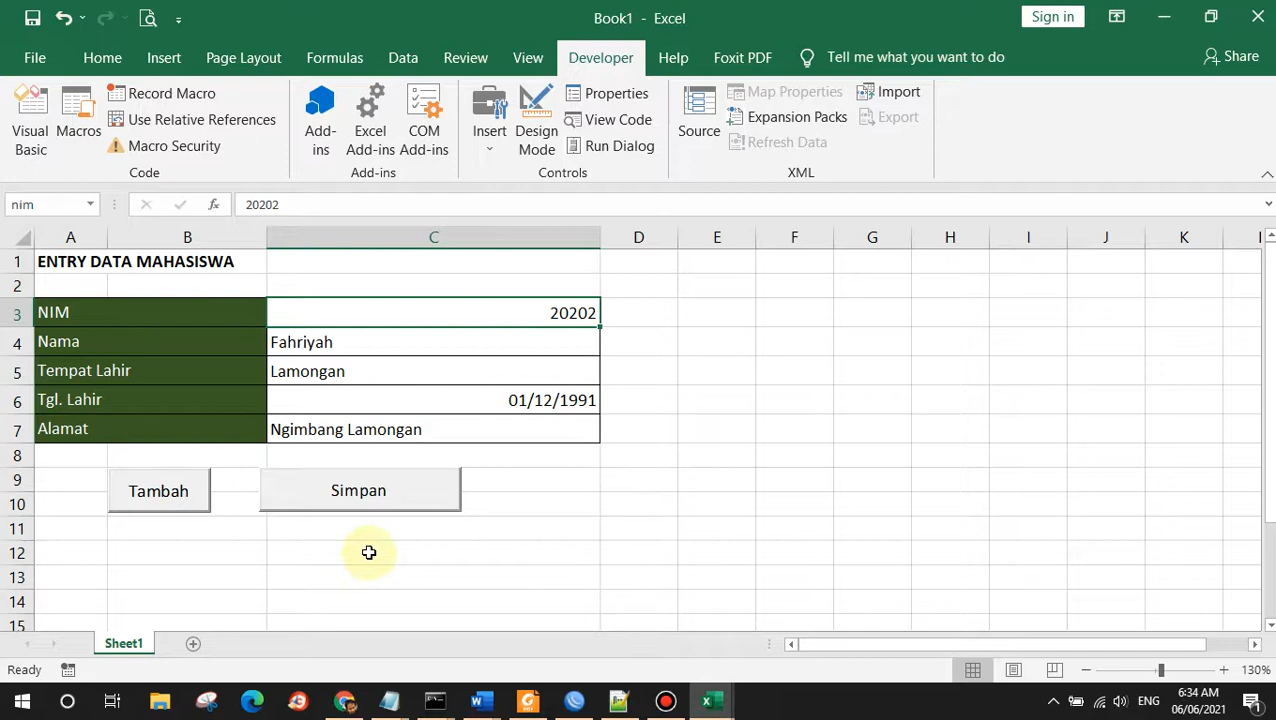 Book1 - Excel
Sign in
File Home Insert Page Layout Formulas Data Review View Developer Help Foxit PDF Tell me what you want to do Share
Visual Basic
Macros
Record Macro
Use Relative References
Macro Security
Code
Add-ins
Excel Add-ins
COM Add-ins
Add-ins
Insert
Design Mode
Properties
View Code
Run Dialog
Controls
Source
Map Properties
Expansion Packs
Refresh Data
Import
Export
XML
nim
fx
20202
A B C D E F G H I J K L
1 ENTRY DATA MAHASISWA
2
3 NIM 20202
4 Nama Fahriyah
5 Tempat Lahir Lamongan
6 Tgl. Lahir 01/12/1991
7 Alamat Ngimbang Lamongan
8
9
Tambah Simpan
10
11
12
13
14
15
Sheet1
Ready
130%
ENG
6:34 AM
06/06/2021
1